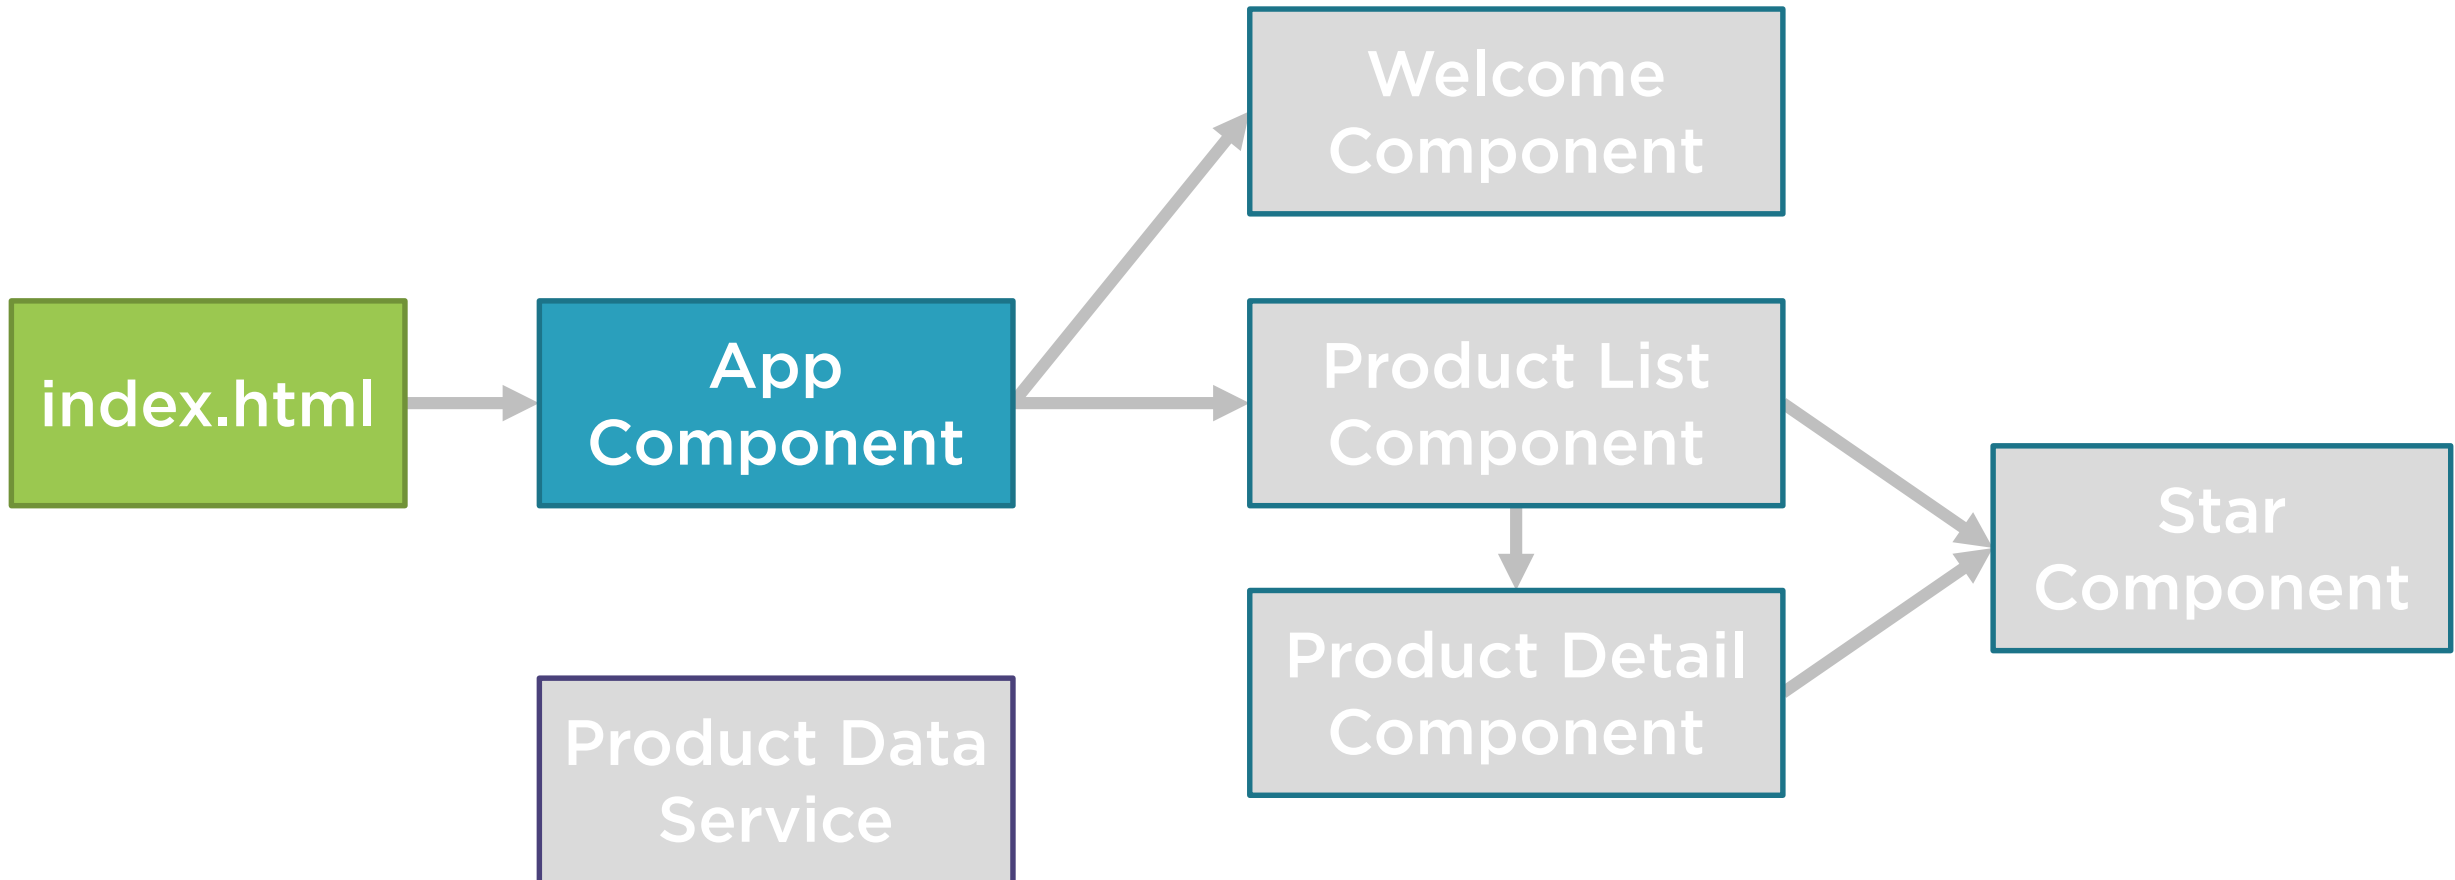 Welcome
Component
index.html
App
Component
Product List
Component
Star
Component
Product Detail
Component
Product Data
Service